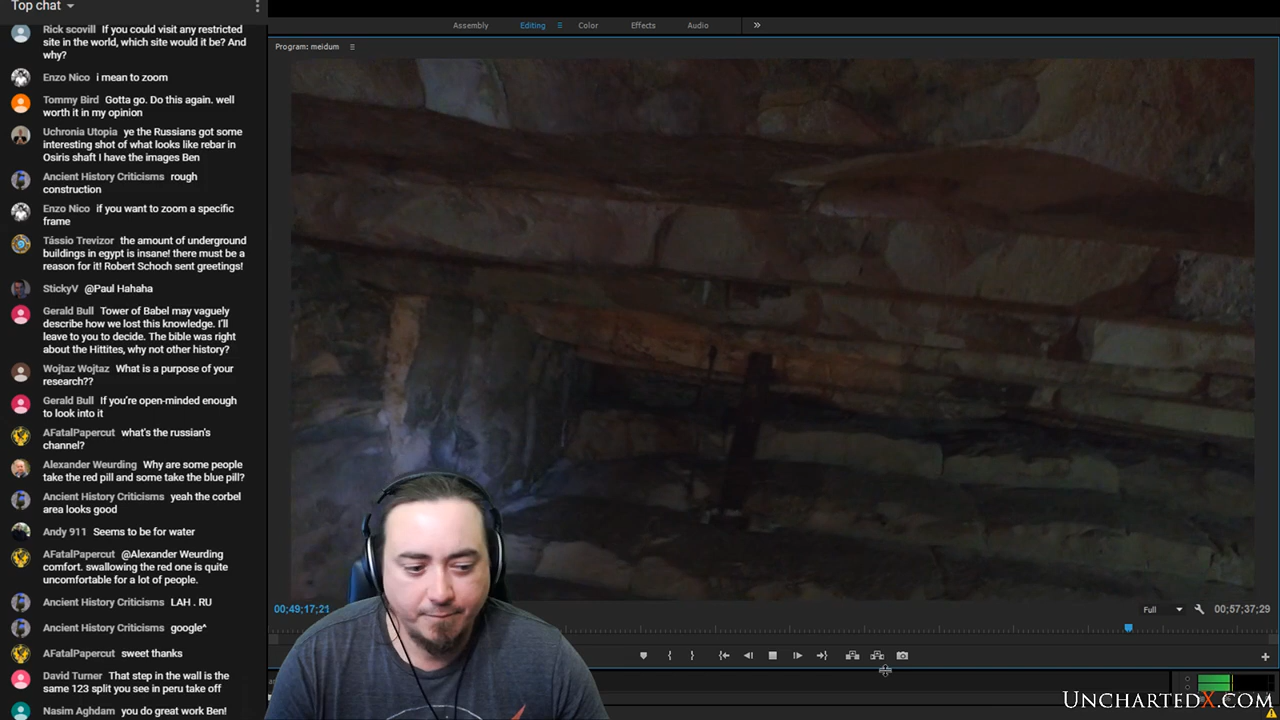 Top chat
Rick scovill If you could visit any restricted
site in the world, which site would it be? And
why?
Enzo Nico i mean to zoom
Tommy Bird Gotta go. Do this again. well
worth it in my opinion
Uchronia Utopia ye the Russians got some
interesting shot of what looks like rebar in
Osiris shaft I have the images Ben
Ancient History Criticisms rough
construction
Enzo Nico if you want to zoom a specific
frame
Tássio Trevizor the amount of underground
buildings in egypt is insane! there must be a
reason for it! Robert Schoch sent greetings!
StickyV @Paul Hahaha
Gerald Bull Tower of Babel may vaguely
describe how we lost this knowledge. I'll
leave to you to decide. The bible was right
about the Hittites, why not other history?
Wojtaz Wojtaz What is a purpose of your
research??
Gerald Bull If you're open-minded enough
to look into it
AFatalPapercut what's the russian's
channel?
Alexander Weurding Why are some people
take the red pill and some take the blue pill?
Ancient History Criticisms yeah the corbel
area looks good
Andy 911 Seems to be for water
AFatalPapercut @Alexander Weurding
comfort. swallowing the red one is quite
uncomfortable for a lot of people.
Ancient History Criticisms LAH . RU
Ancient History Criticisms google^
AFatalPapercut sweet thanks
David Turner That step in the wall is the
same 123 split you see in peru take off
Nasim Aghdam you do great work Ben!
Assembly Editing Color Effects Audio
Program: meidum
00;49;17;21 Full 00;57;37;29
UNCHARTEDX.COM